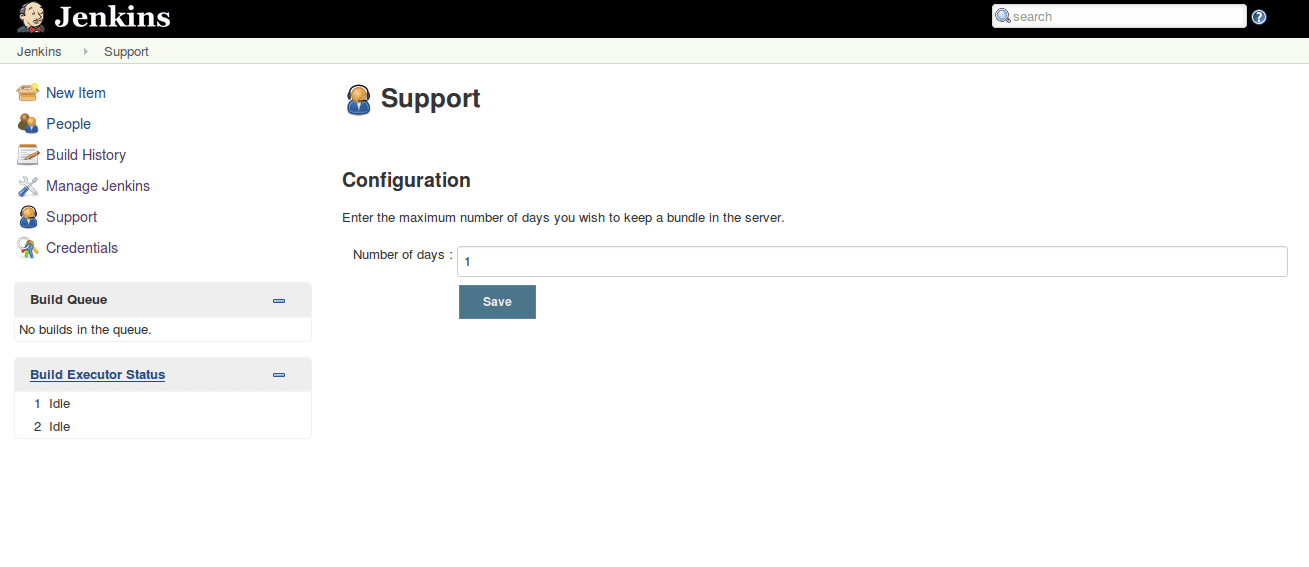 Jenkins
search
Jenkins Support
New Item
People
Build History
Manage Jenkins
Support
Credentials
Build Queue
No builds in the queue.
Build Executor Status
1 Idle
2 Idle
Support
Configuration
Enter the maximum number of days you wish to keep a bundle in the server.
Number of days : 1
Save